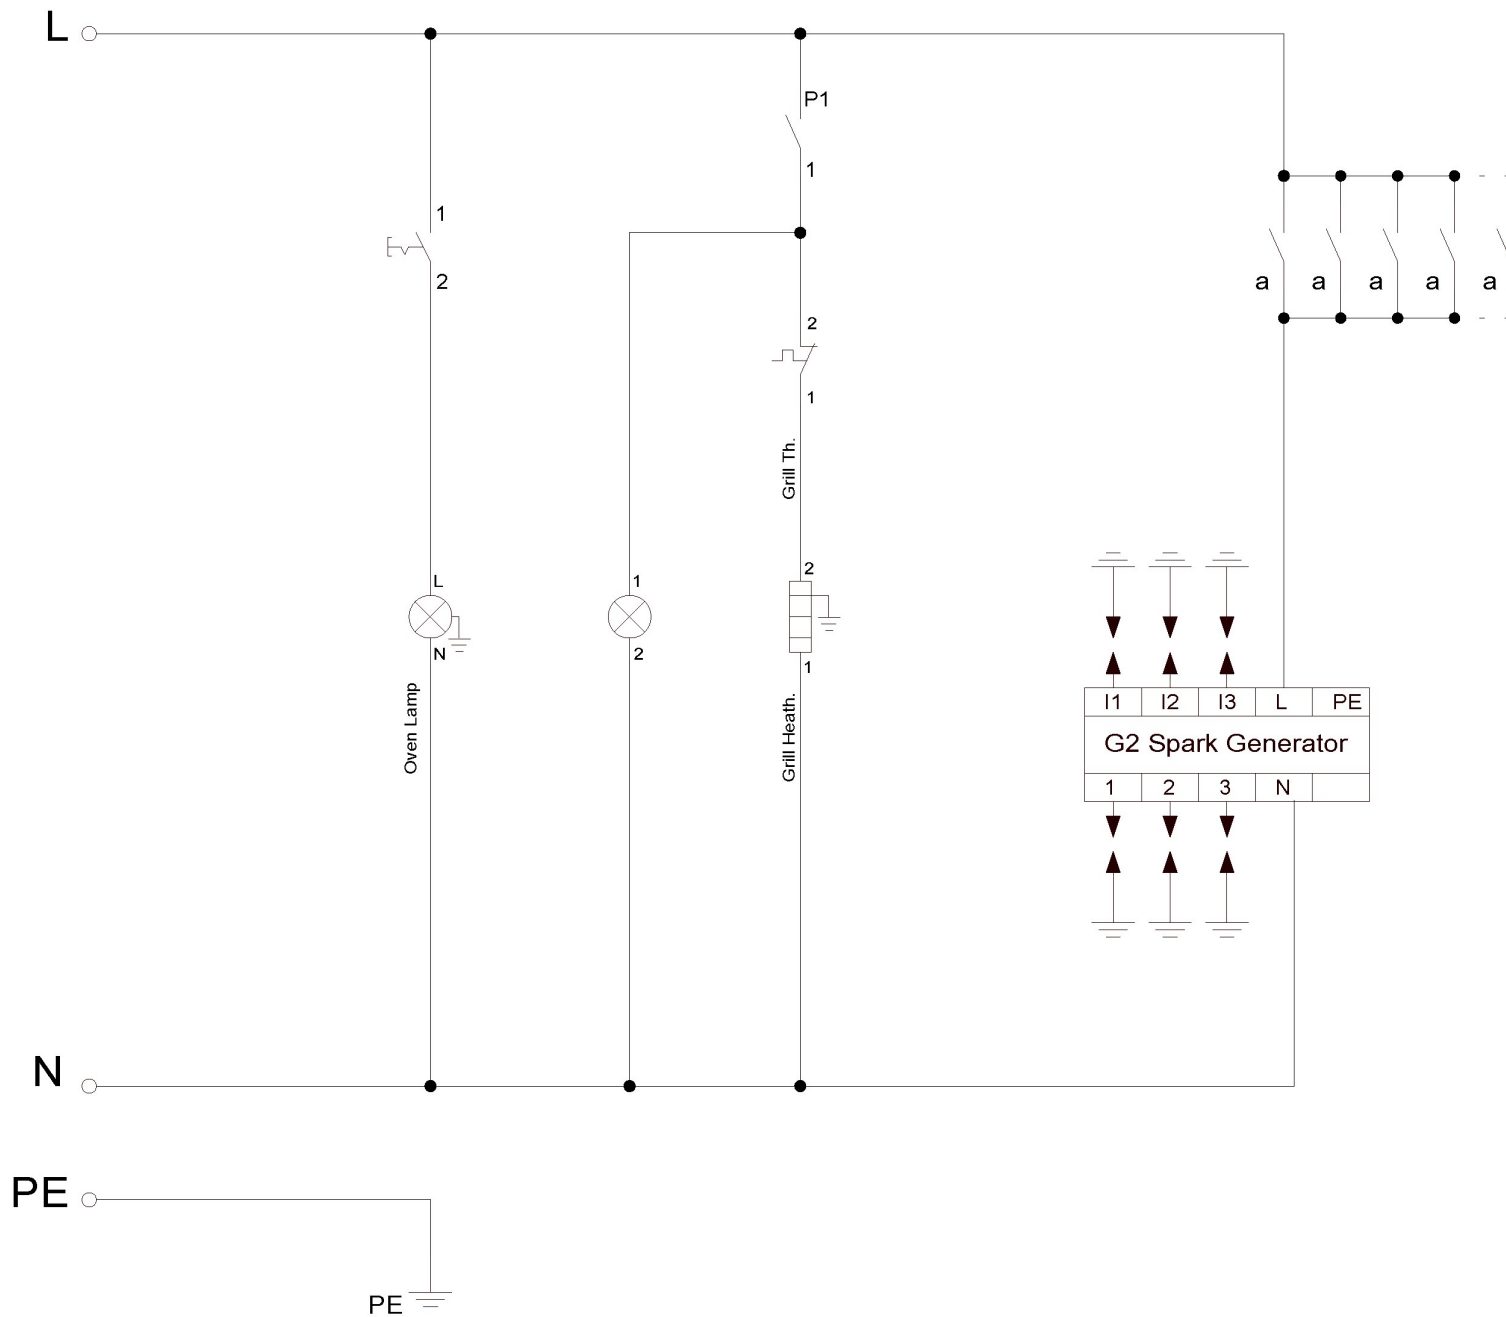 L
P1
1
1
2
2
a a a a a
1
Grill Th.
L
N
Oven Lamp
1
2
2
1
Grill Heath.
I1 I2 I3 L PE
G2 Spark Generator
1 2 3 N
N
PE
PE